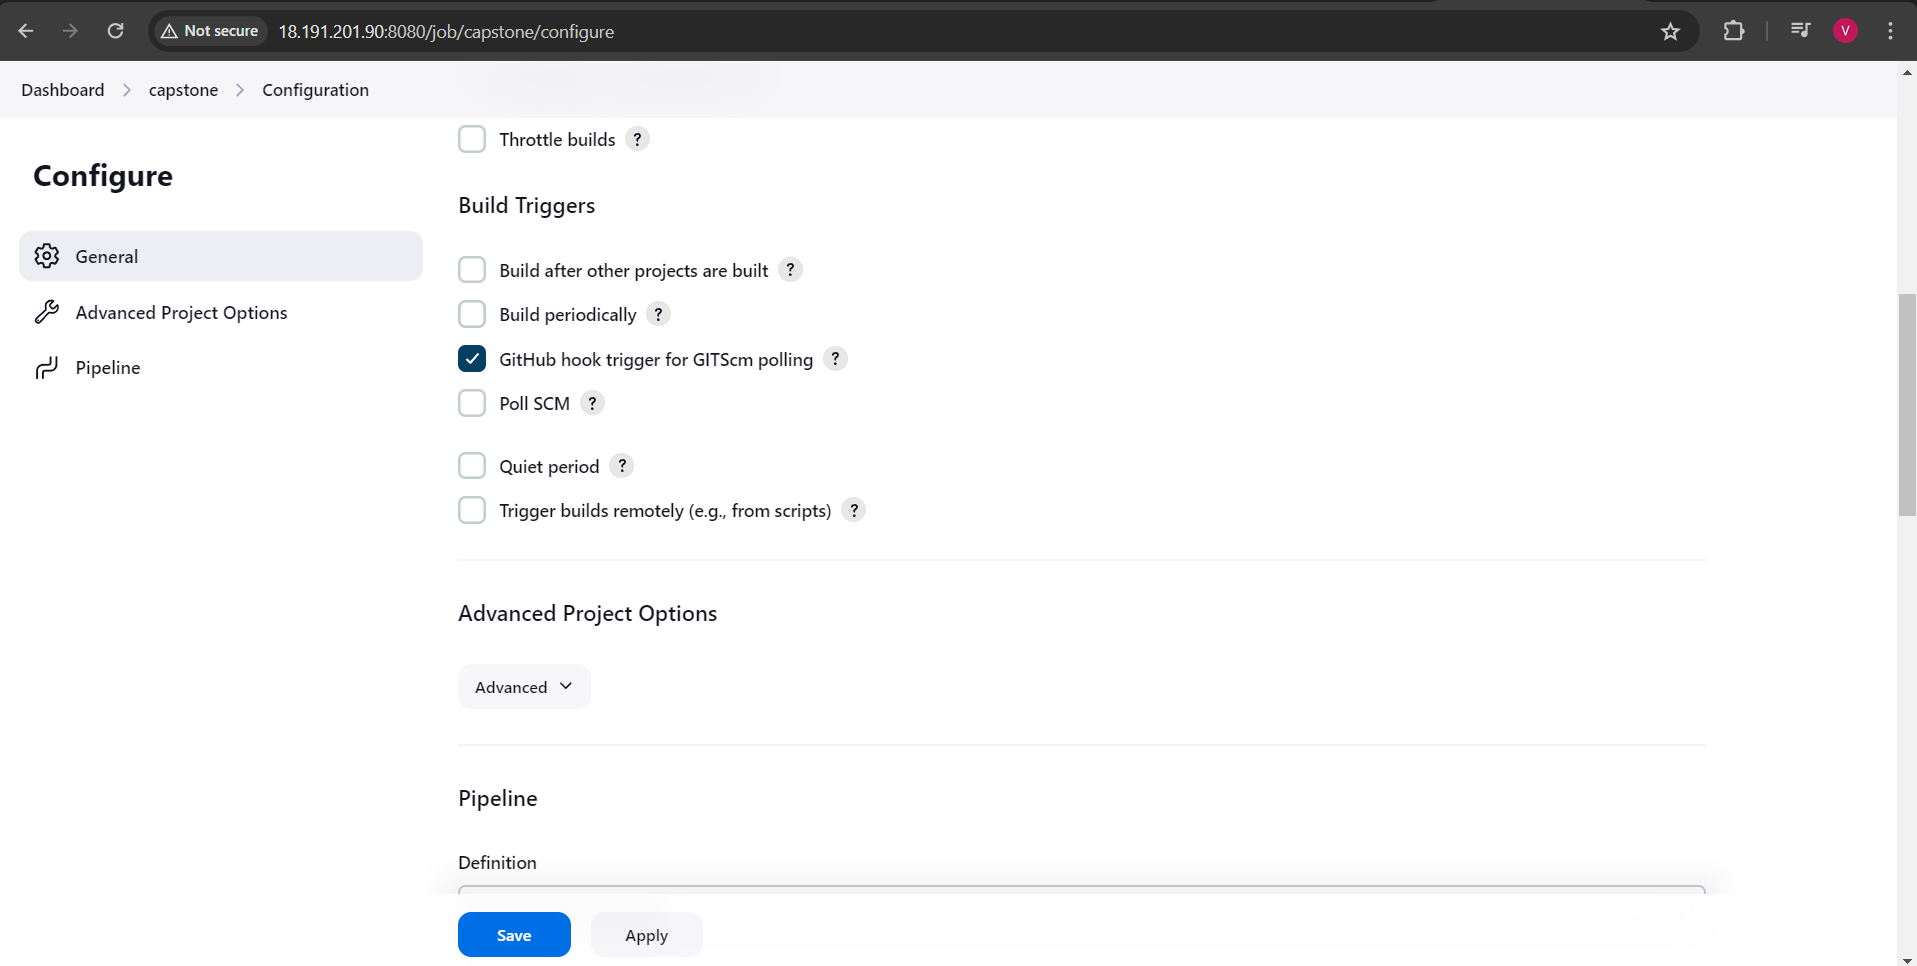 Not secure 18.191.201.90:8080/job/capstone/configure V
Dashboard capstone Configuration
Configure
General
Advanced Project Options
Pipeline
Throttle builds ?
Build Triggers
Build after other projects are built ?
Build periodically ?
GitHub hook trigger for GITScm polling ?
Poll SCM ?
Quiet period ?
Trigger builds remotely (e.g., from scripts) ?
Advanced Project Options
Advanced
Pipeline
Definition
Save Apply